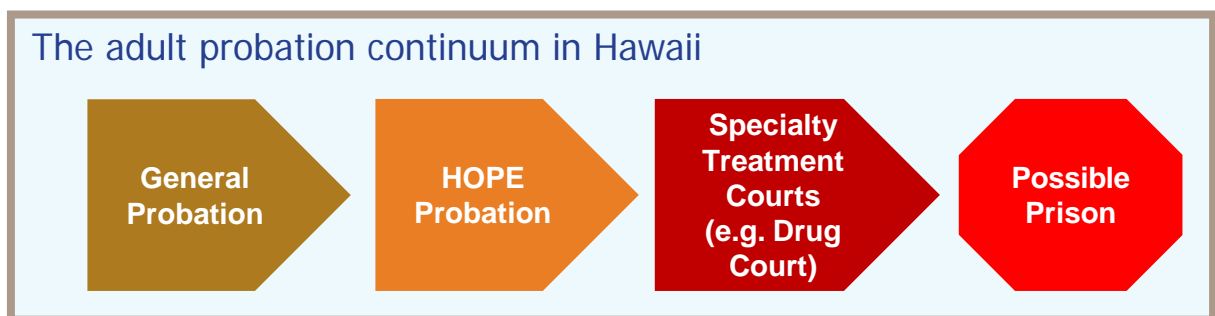 The adult probation continuum in Hawaii
General
Probation
HOPE
Probation
Specialty
Treatment
Courts
(e.g. Drug
Court)
Possible
Prison